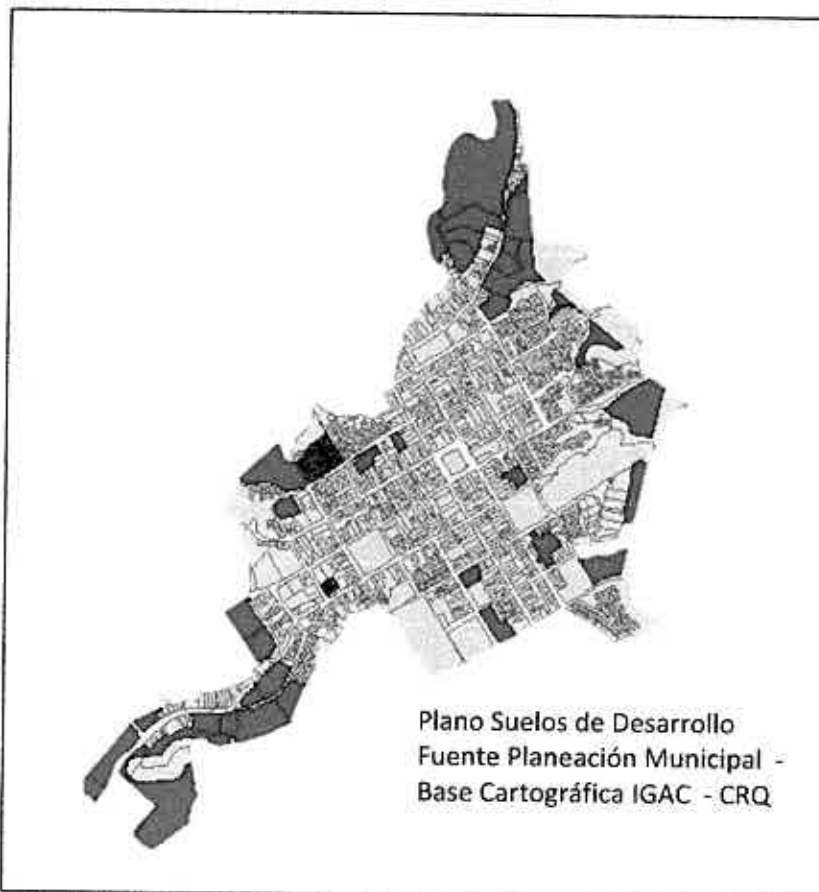 Plano Suelos de Desarrollo
Fuente Planeación Municipal -
Base Cartográfica IGAC - CRQ